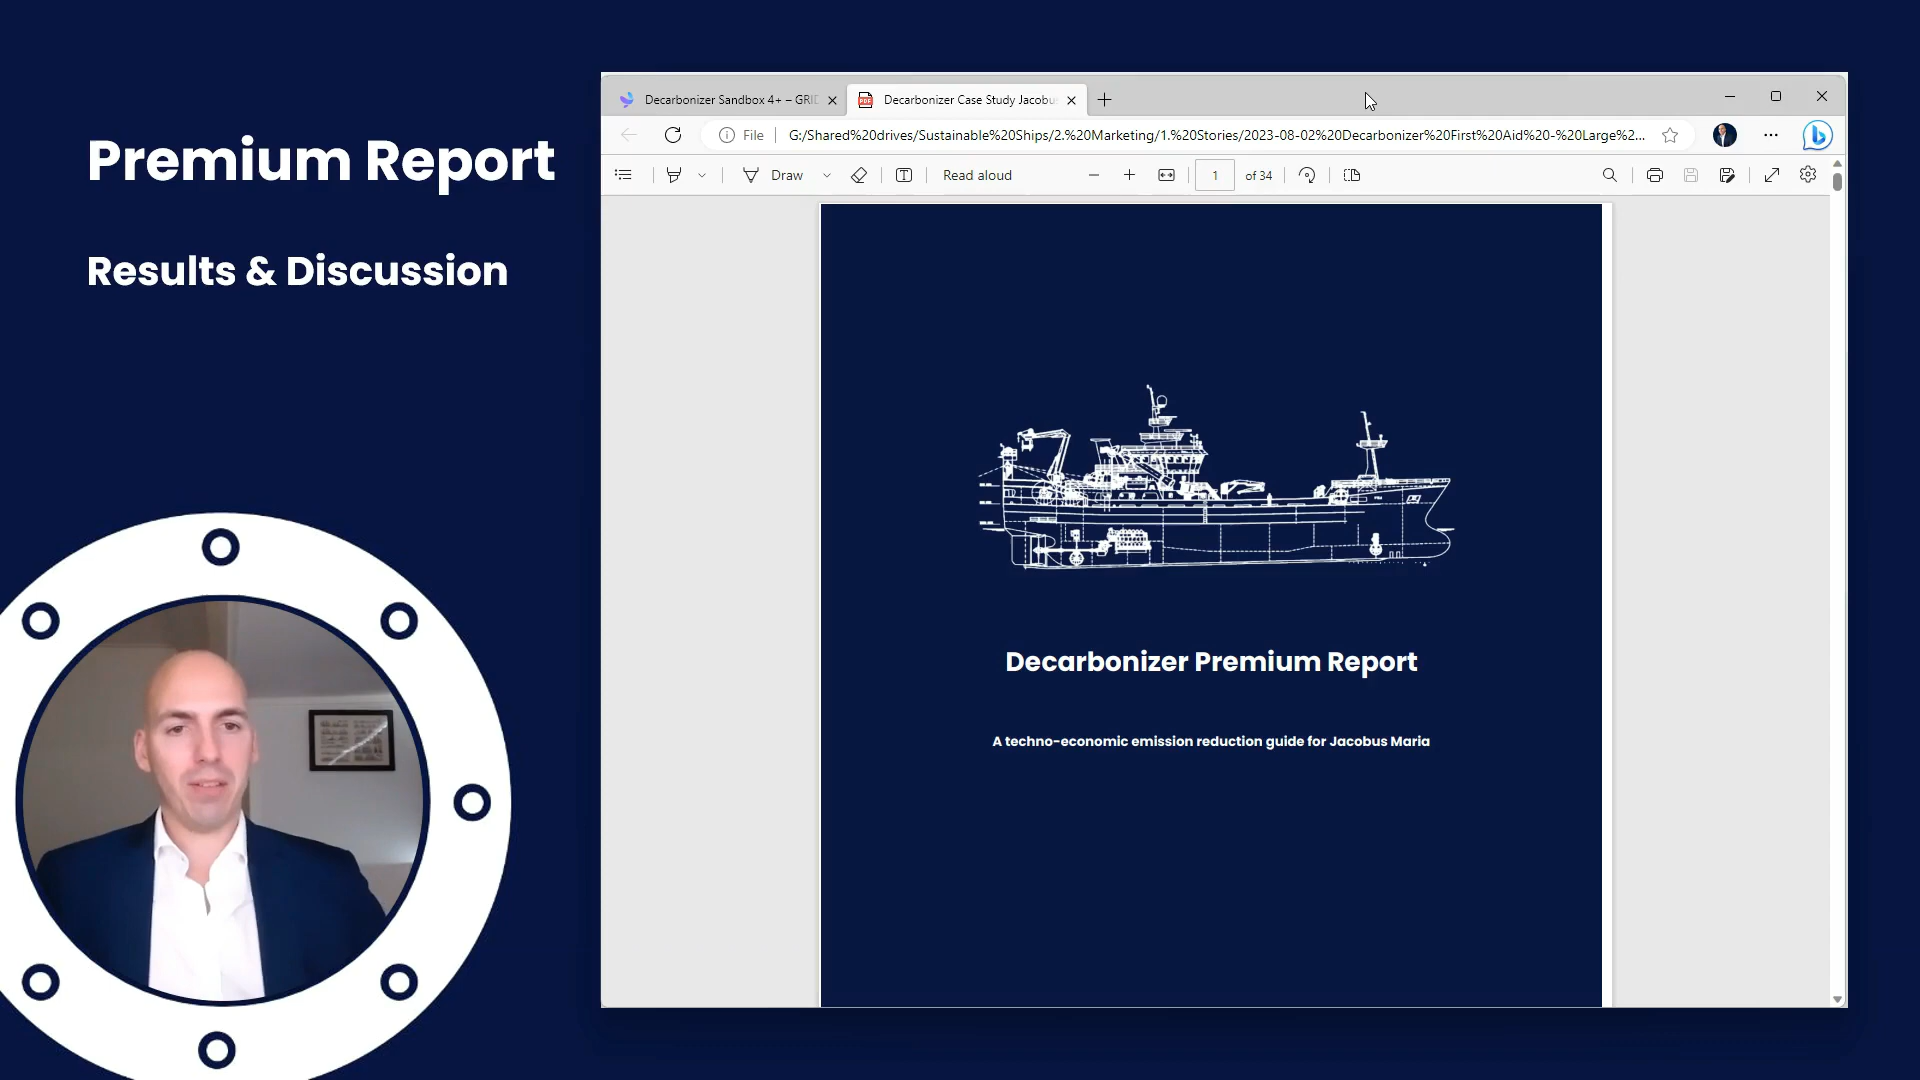 Premium Report
Results & Discussion
Decarbonizer Sandbox 4+ – GRI
Decarbonizer Case Study Jacobu
File
G:/Shared%20drives/Sustainable%20Ships/2.%20Marketing/1.%20Stories/2023-08-02%20Decarbonizer%20First%20Aid%20-%20Large%2...
Draw
Read aloud
1
of 34
Decarbonizer Premium Report
A techno-economic emission reduction guide for Jacobus Maria